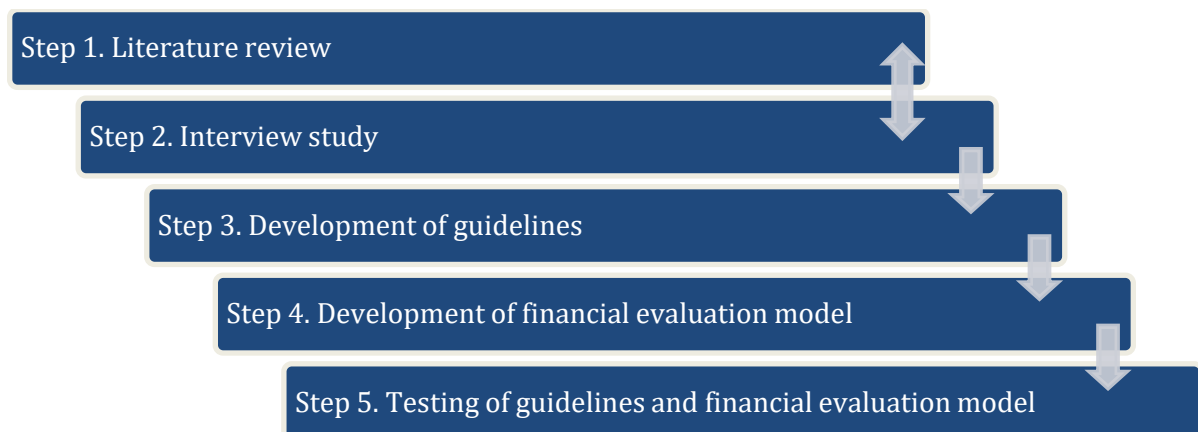 Step 1. Literature review
Step 2. Interview study
Step 3. Development of guidelines
Step 4. Development of financial evaluation model
Step 5. Testing of guidelines and financial evaluation model